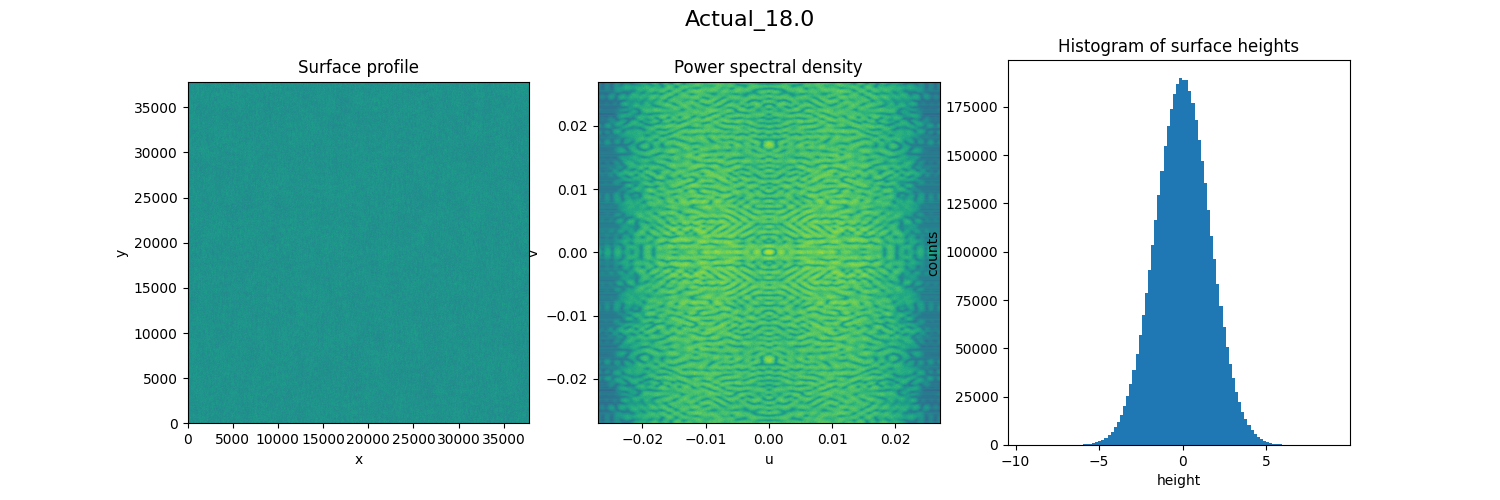 Actual_18.0
Surface profile
y
35000
30000
25000
20000
15000
10000
5000
0
0 5000 10000 15000 20000 25000 30000 35000
x
Power spectral density
v
0.02
0.01
0.00
−0.01
−0.02
−0.02 −0.01 0.00 0.01 0.02
u
Histogram of surface heights
counts
175000
150000
125000
100000
75000
50000
25000
0
−10 −5 0 5
height